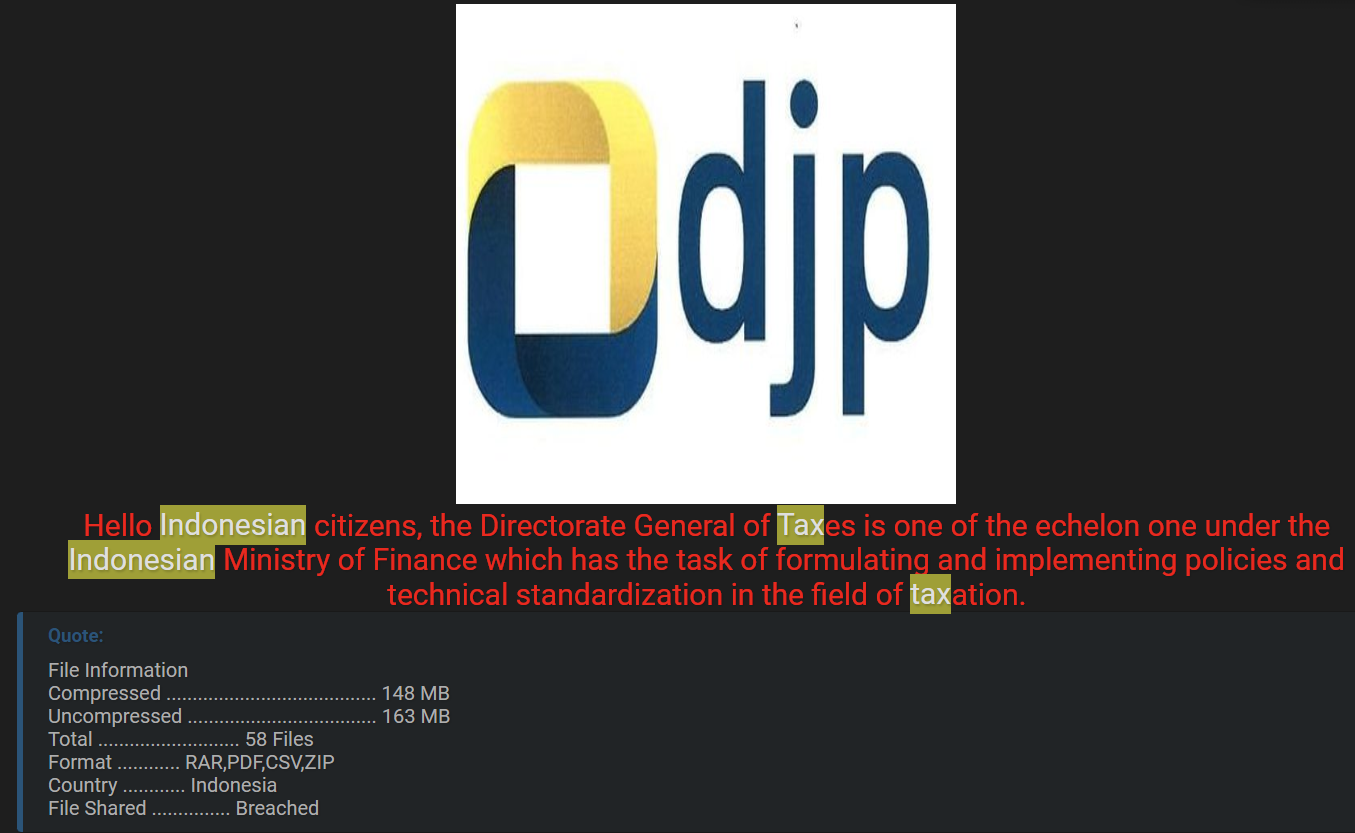 djp
Hello Indonesian citizens, the Directorate General of Taxes is one of the echelon one under the
Indonesian Ministry of Finance which has the task of formulating and implementing policies and
technical standardization in the field of taxation.
Quote:
File Information
Compressed ........................................ 148 MB
Uncompressed .................................... 163 MB
Total ........................... 58 Files
Format ............ RAR,PDF,CSV,ZIP
Country ............ Indonesia
File Shared ............... Breached